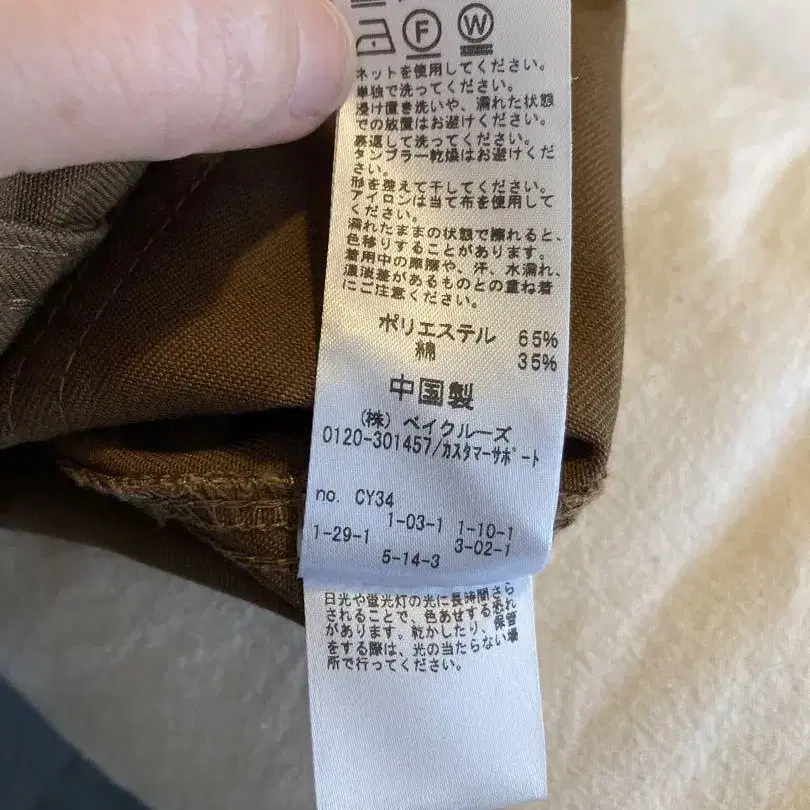 F W
ネットを使用してください。
単独で洗ってください。
浸け置き洗いや、濡れた状態
での放置はお避けください。
裏返して洗ってください。
タンブラー乾燥はお避けくだ
さい。
形を整えて干してください。
アイロンは当て布を使用して
ください。
濡れたままの状態で擦れると、
色移りすることがあります。
着用中の摩擦や、汗、水濡れ、
濃淡差があるものとの重ね着
にご注意ください。
ポリエステル 65%
綿 35%
中国製
(株) ベイクルーズ
0120-301457/カスタマーサポート
no. CY34
1-03-1 1-10-1
1-29-1 3-02-1
5-14-3
日光や蛍光灯の光に長時間さら
されることで、色あせする恐れ
があります。乾かしたり、保管
をする際は、光の当たらない場
所で行ってください。